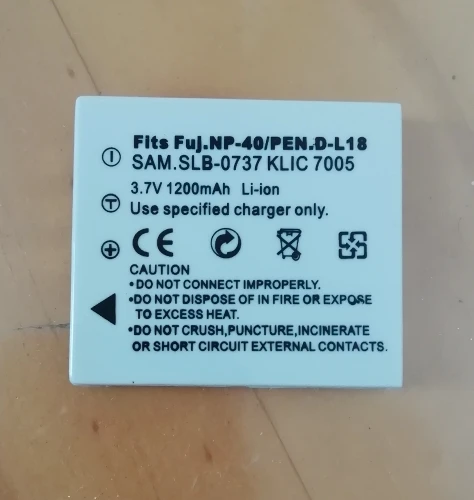 Fits Fuj.NP-40/PEN.D-L18
SAM.SLB-0737 KLIC 7005
3.7V 1200mAh Li-ion
Use specified charger only.
CE
CAUTION
•DO NOT CONNECT IMPROPERLY.
•DO NOT DISPOSE OF IN FIRE OR EXPOSE
TO EXCESS HEAT.
•DO NOT CRUSH,PUNCTURE,INCINERATE
OR SHORT CIRCUIT EXTERNAL CONTACTS.